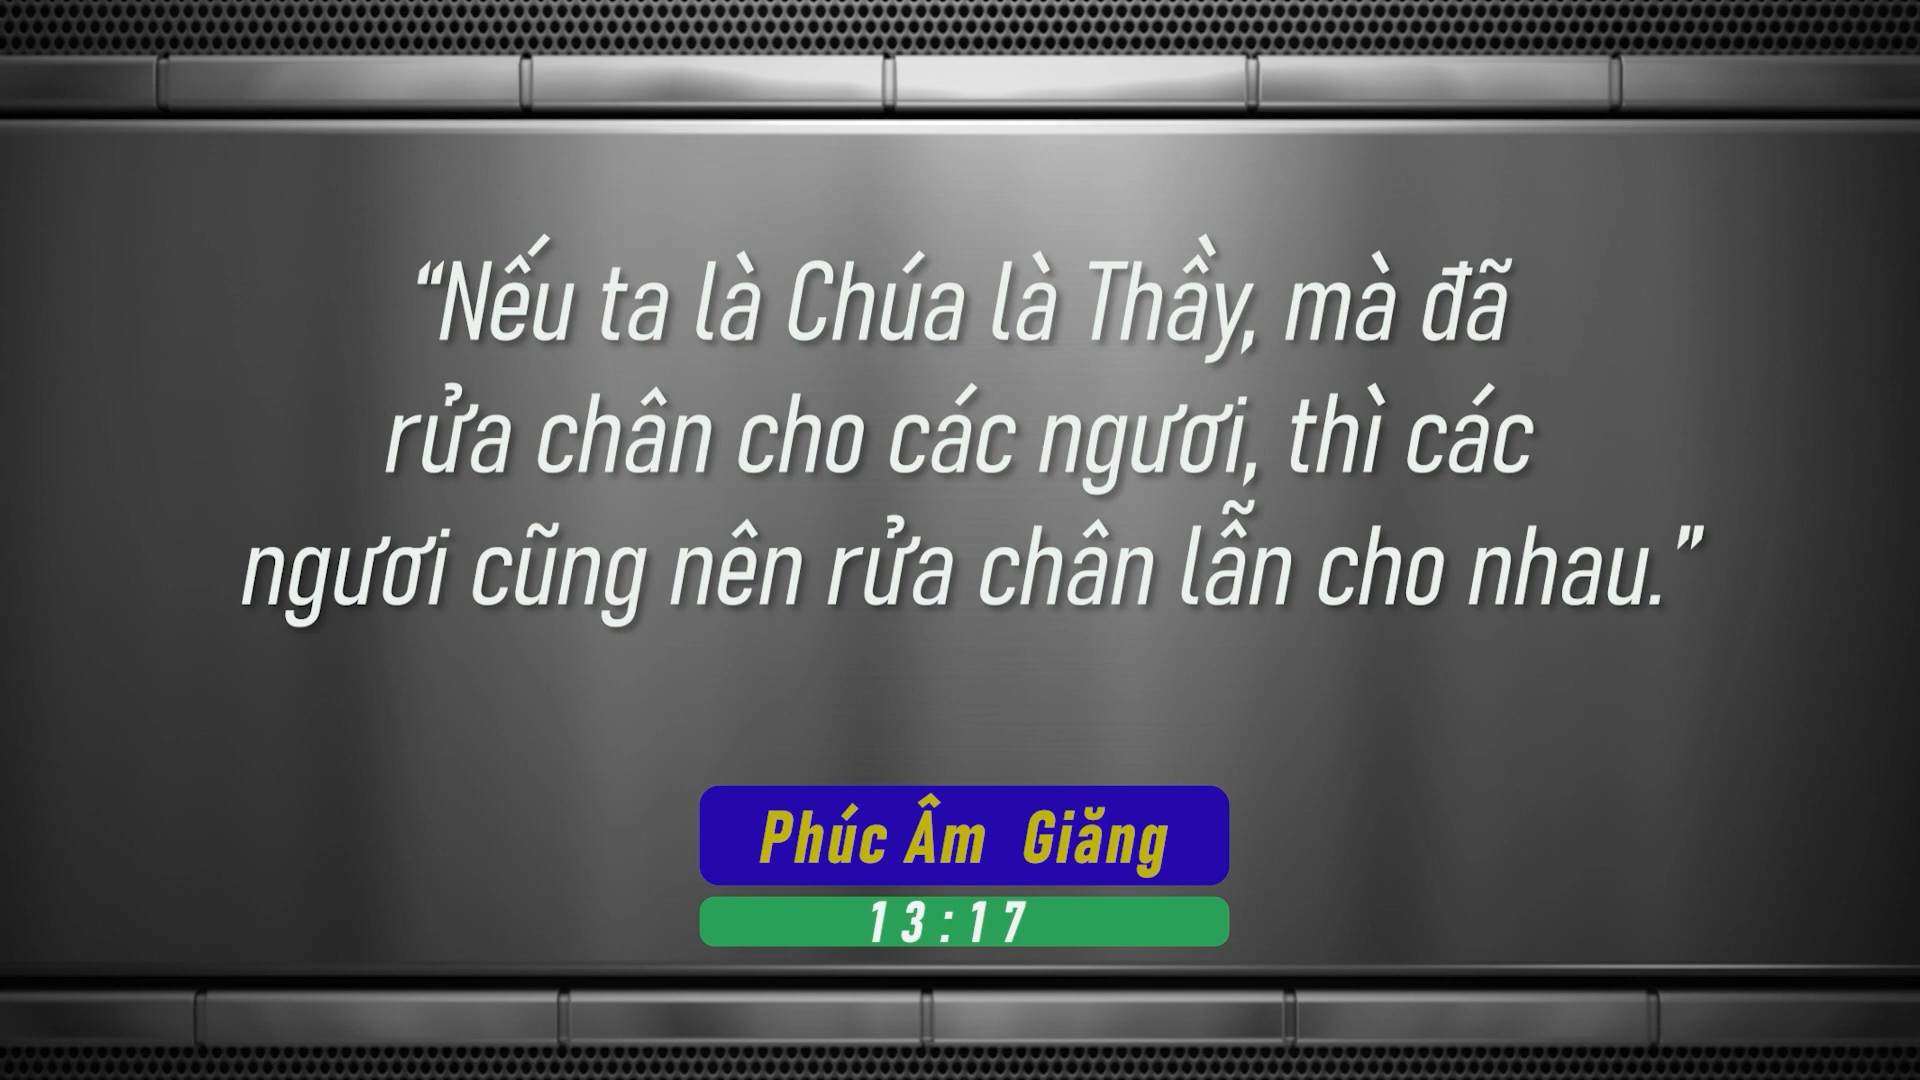 “Nếu ta là Chúa là Thầy, mà đã
rửa chân cho các ngươi, thì các
ngươi cũng nên rửa chân lẫn cho nhau.”
Phúc Âm Giăng
13:17